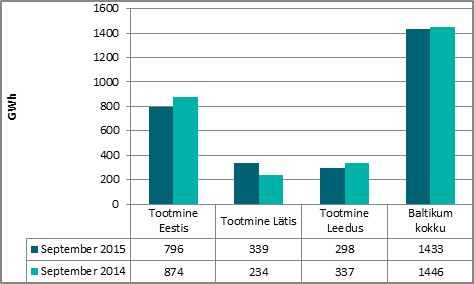 1600
1400
1200
1000
800
600
400
200
0
GWh
Tootmine Eestis
Tootmine Lätis
Tootmine Leedus
Baltikum kokku
September 2015 796 339 298 1433
September 2014 874 234 337 1446